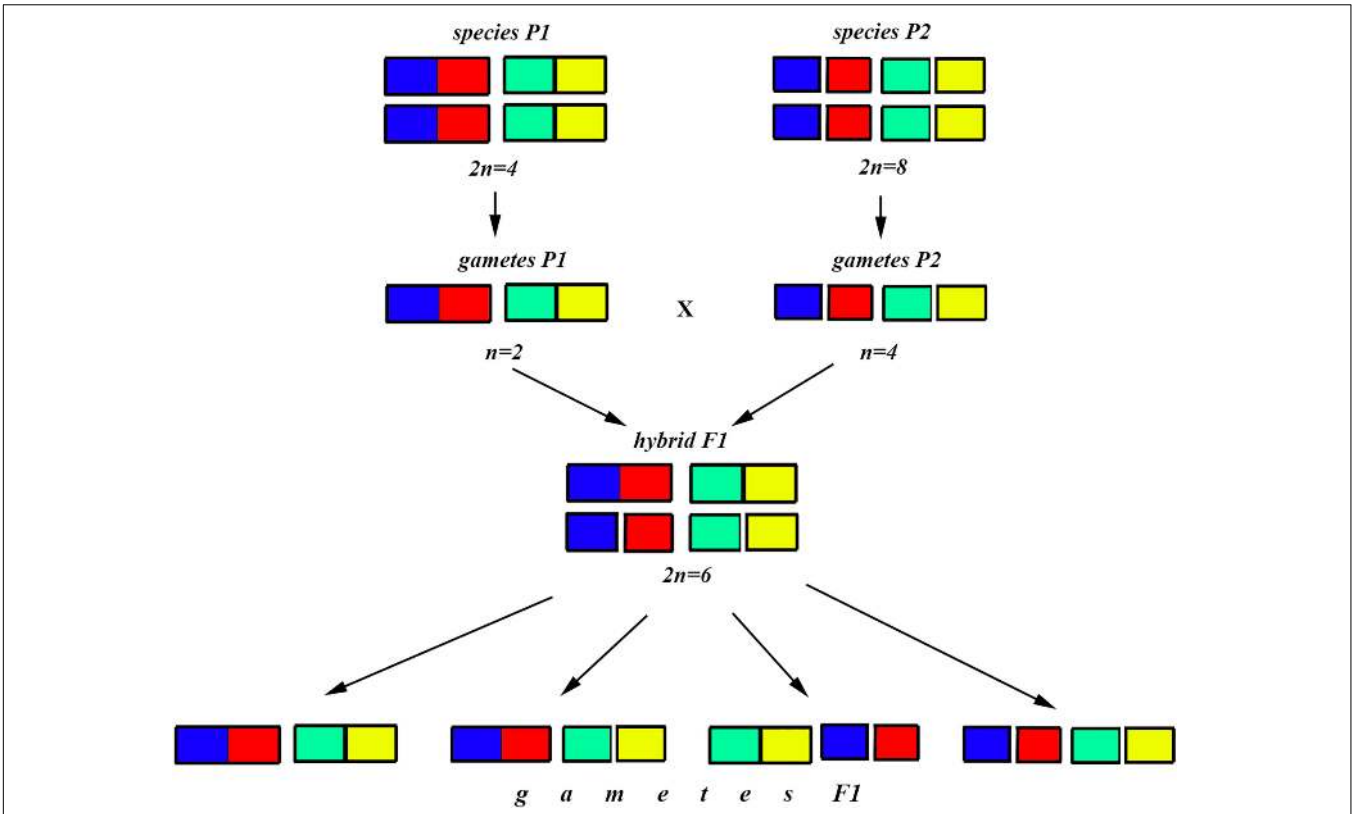 species P1
species P2
2n=4
2n=8
gametes P1
gametes P2
X
n=2
n=4
hybrid F1
2n=6
g a m e t e s F1